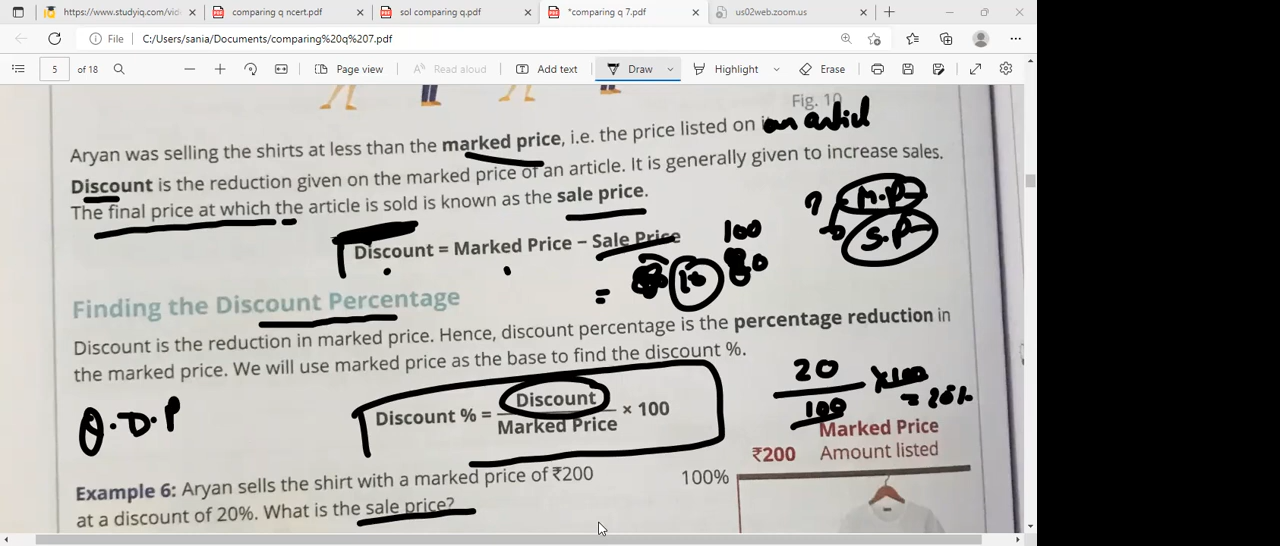 https://www.studyiq.com/vid
comparing q ncert.pdf
sol comparing q.pdf
*comparing q 7.pdf
us02web.zoom.us
File
C:/Users/sania/Documents/comparing%20q%207.pdf
5 of 18
Page view
Read aloud
Add text
Draw
Highlight
Erase
Fig. 10
Aryan was selling the shirts at less than the marked price, i.e. the price listed on an articl
Discount is the reduction given on the marked price of an article. It is generally given to increase sales.
The final price at which the article is sold is known as the sale price.
? M.P
S.P
Discount = Marked Price – Sale Price
100
80
=
Finding the Discount Percentage
Discount is the reduction in marked price. Hence, discount percentage is the percentage reduction in
the marked price. We will use marked price as the base to find the discount %.
Discount % = Discount / Marked Price × 100
20 / 100 ×100
= 20%
Marked Price
₹200 Amount listed
Example 6: Aryan sells the shirt with a marked price of ₹200
100%
at a discount of 20%. What is the sale price?